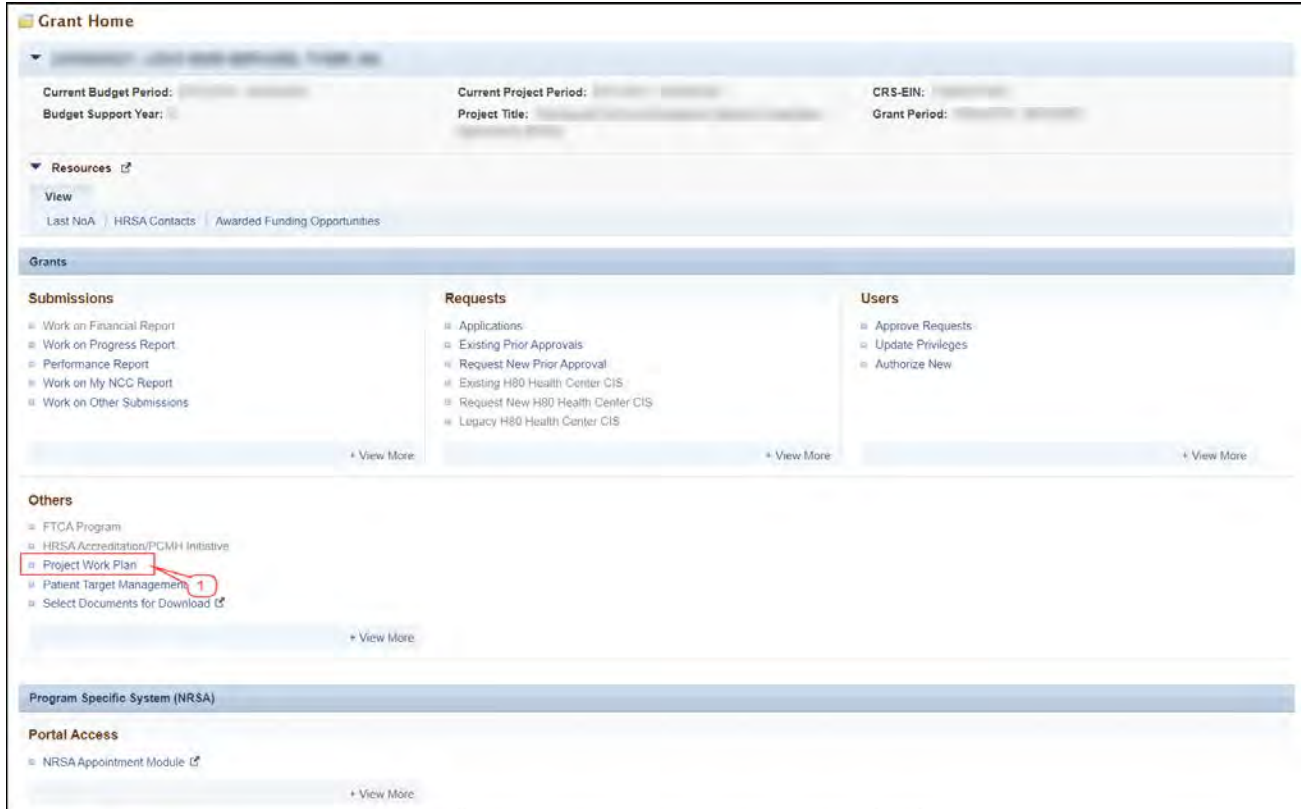 Grant Home
Current Budget Period:
Current Project Period:
CRS-EIN:
Budget Support Year:
Project Title:
Grant Period:
Resources
View
Last NoA | HRSA Contacts | Awarded Funding Opportunities
Grants
Submissions
Work on Financial Report
Work on Progress Report
Performance Report
Work on My NCC Report
Work on Other Submissions
+ View More
Requests
Applications
Existing Prior Approvals
Request New Prior Approval
Existing H80 Health Center CIS
Request New H80 Health Center CIS
Legacy H80 Health Center CIS
+ View More
Users
Approve Requests
Update Privileges
Authorize New
+ View More
Others
FTCA Program
HRSA Accreditation/PCMH Initiative
Project Work Plan
1
Patient Target Management
Select Documents for Download
+ View More
Program Specific System (NRSA)
Portal Access
NRSA Appointment Module
+ View More